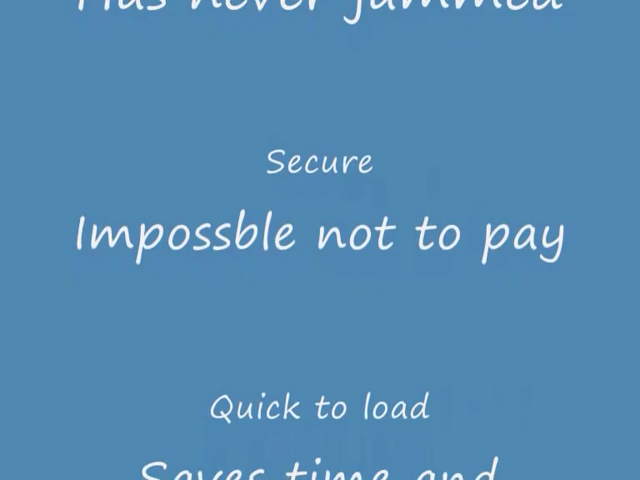 Has never jammed
Secure
Impossble not to pay
Quick to load
Saves time and